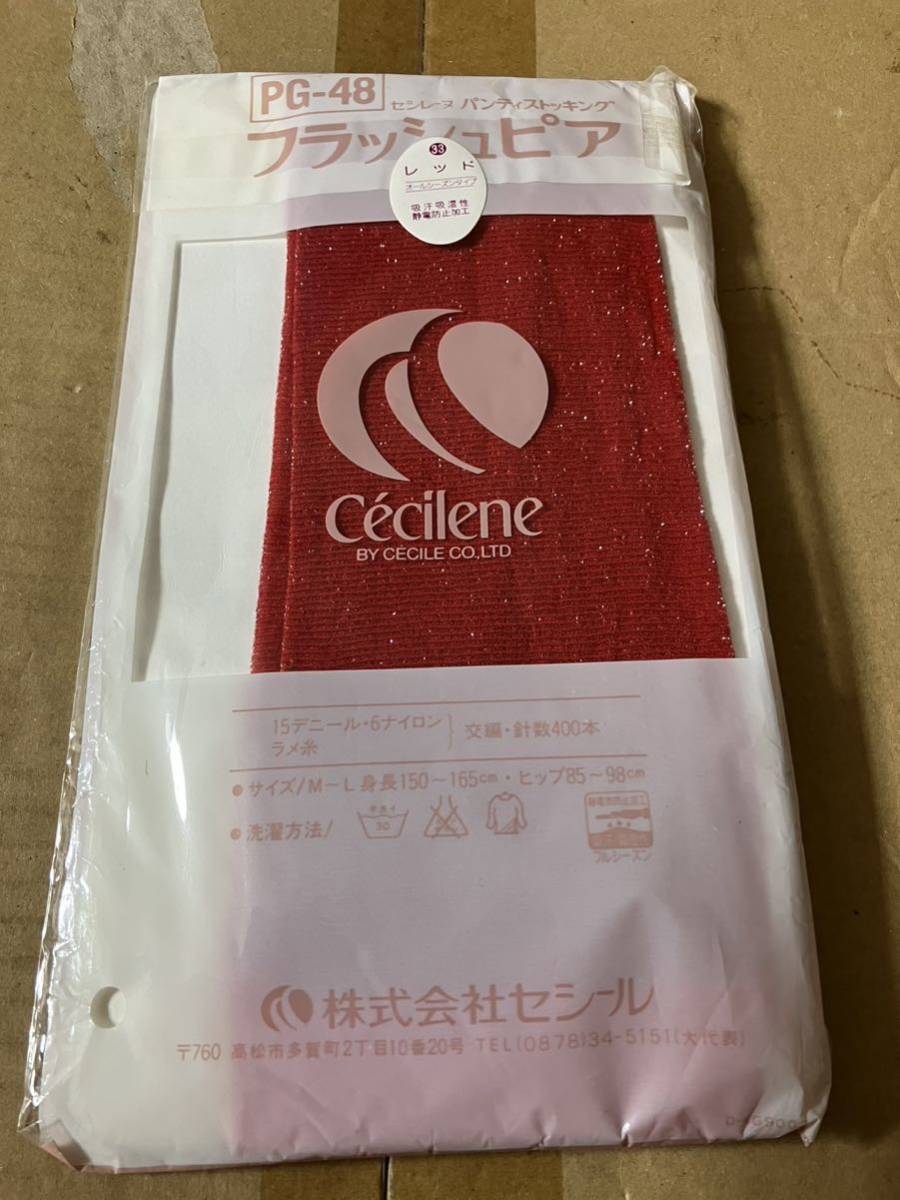 PG-48
セシレーヌ パンティストッキング
フラッシュピア
33
レッド
オールシーズンタイプ
吸汗吸湿性
静電防止加工
Cécilene
BY CÉCILE CO,LTD
15デニール・6ナイロン
ラメ糸
交編・針数400本
●サイズ/M~L 身長150~165cm・ヒップ85~98cm
●洗濯方法/
手洗イ
30
静電気防止加工
フルシーズン
株式会社セシール
〒760 高松市多賀町2丁目10番20号 TEL(0878)34-5151(大代表)